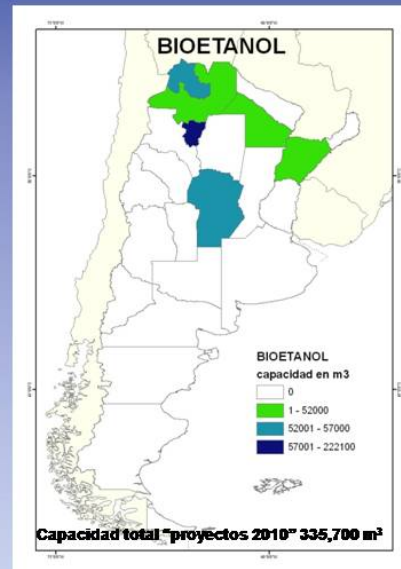 BIOETANOL
BIOETANOL
capacidad en m3
0
1 - 52000
52001 - 57000
57001 - 222100
Capacidad total "proyectos 2010" 335,700 m³